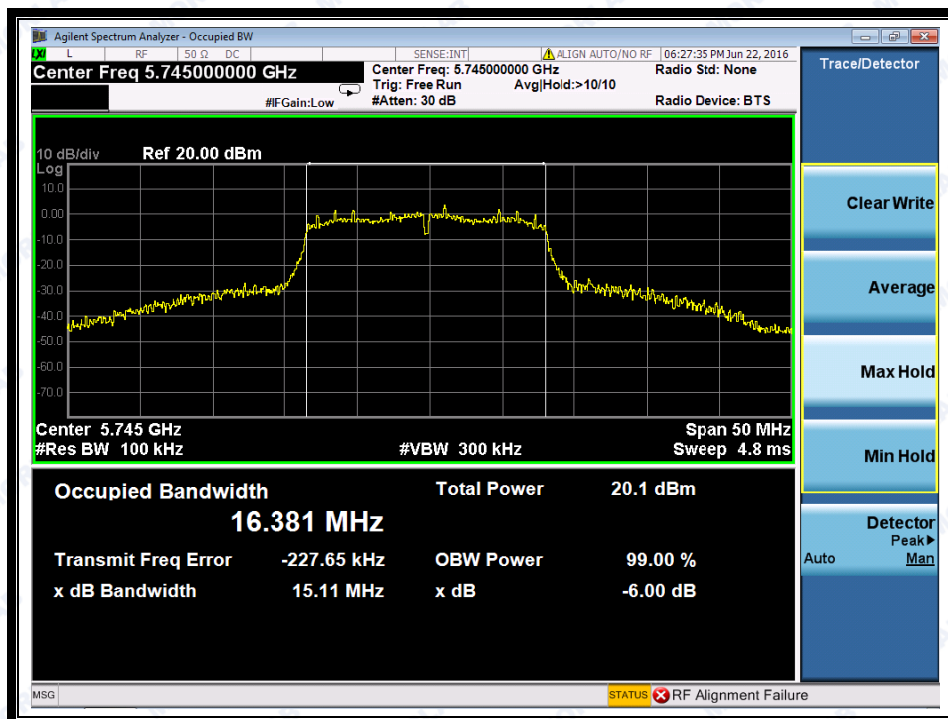 Agilent Spectrum Analyzer - Occupied BW
LXI L RF 50 Ω DC SENSE:INT ALIGN AUTO/NO RF 06:27:35 PM Jun 22, 2016
Center Freq 5.745000000 GHz
Center Freq: 5.745000000 GHz Radio Std: None
Trig: Free Run Avg|Hold:>10/10
#IFGain:Low #Atten: 30 dB Radio Device: BTS
10 dB/div Ref 20.00 dBm
Log
10.0
0.00
-10.0
-20.0
-30.0
-40.0
-50.0
-60.0
-70.0
Center 5.745 GHz Span 50 MHz
#Res BW 100 kHz #VBW 300 kHz Sweep 4.8 ms
Occupied Bandwidth Total Power 20.1 dBm
16.381 MHz
Transmit Freq Error -227.65 kHz OBW Power 99.00 %
x dB Bandwidth 15.11 MHz x dB -6.00 dB
Trace/Detector
Clear Write
Average
Max Hold
Min Hold
Detector
Peak▶
Auto Man
MSG STATUS RF Alignment Failure